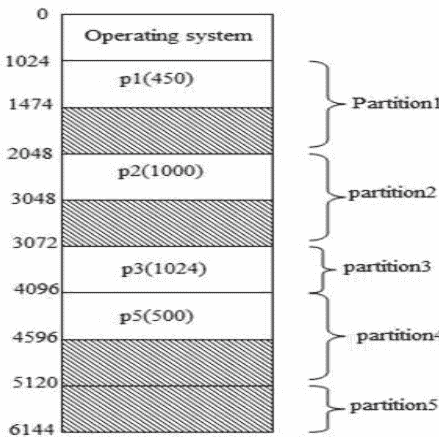 0
Operating system
1024
p1(450)
1474
Partition1
2048
p2(1000)
3048
partition2
3072
p3(1024)
partition3
4096
p5(500)
4596
partition4
5120
partition5
6144